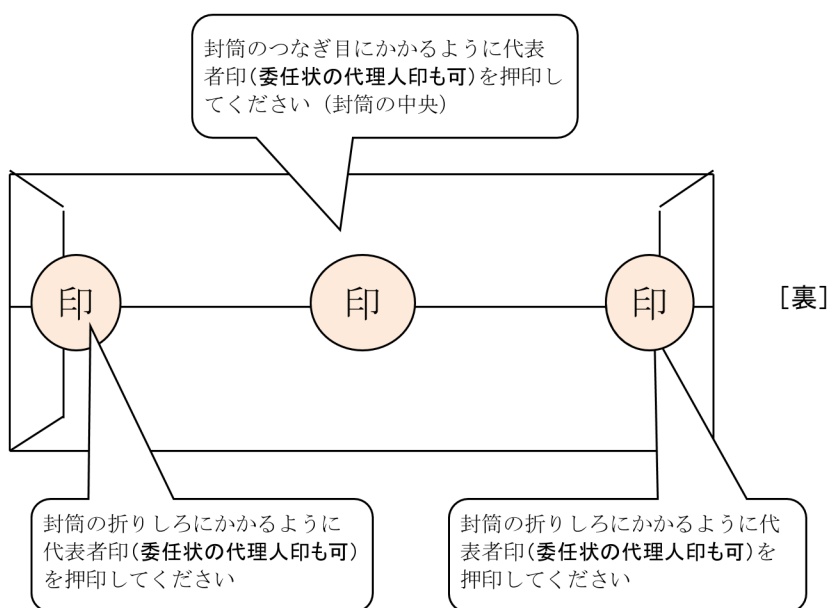 封筒のつなぎ目にかかるように代表
者印(委任状の代理人印も可)を押印し
てください（封筒の中央）
印
印
印
［裏］
封筒の折りしろにかかるように
代表者印(委任状の代理人印も可)
を押印してください
封筒の折りしろにかかるように代
表者印(委任状の代理人印も可)を
押印してください